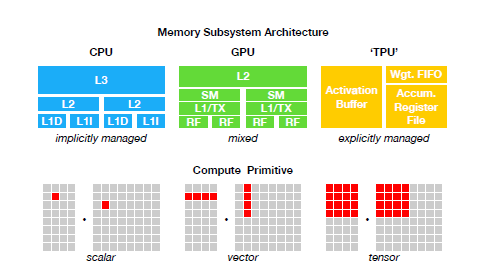 Memory Subsystem Architecture
CPU GPU 'TPU'
L3 L2 Activation Buffer Wgt. FIFO
L2 L2 SM SM Accum. Register File
L1D L1I L1D L1I L1/TX L1/TX
RF RF RF RF
implicitly managed mixed explicitly managed
Compute Primitive
scalar vector tensor